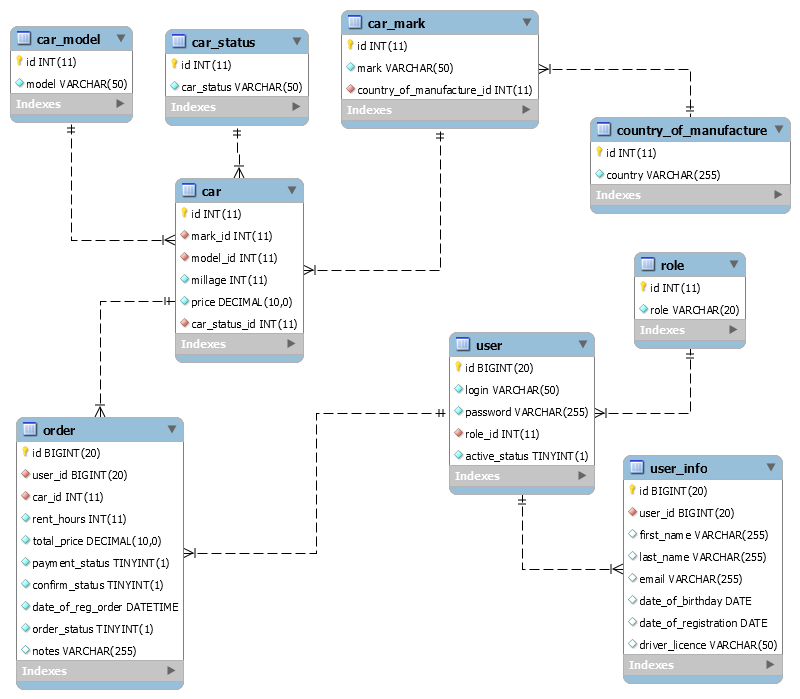 car_model
id INT(11)
model VARCHAR(50)
Indexes
car_status
id INT(11)
car_status VARCHAR(50)
Indexes
car_mark
id INT(11)
mark VARCHAR(50)
country_of_manufacture_id INT(11)
Indexes
country_of_manufacture
id INT(11)
country VARCHAR(255)
Indexes
car
id INT(11)
mark_id INT(11)
model_id INT(11)
millage INT(11)
price DECIMAL(10,0)
car_status_id INT(11)
Indexes
role
id INT(11)
role VARCHAR(20)
Indexes
user
id BIGINT(20)
login VARCHAR(50)
password VARCHAR(255)
role_id INT(11)
active_status TINYINT(1)
Indexes
order
id BIGINT(20)
user_id BIGINT(20)
car_id INT(11)
rent_hours INT(11)
total_price DECIMAL(10,0)
payment_status TINYINT(1)
confirm_status TINYINT(1)
date_of_reg_order DATETIME
order_status TINYINT(1)
notes VARCHAR(255)
Indexes
user_info
id BIGINT(20)
user_id BIGINT(20)
first_name VARCHAR(255)
last_name VARCHAR(255)
email VARCHAR(255)
date_of_birthday DATE
date_of_registration DATE
driver_licence VARCHAR(50)
Indexes